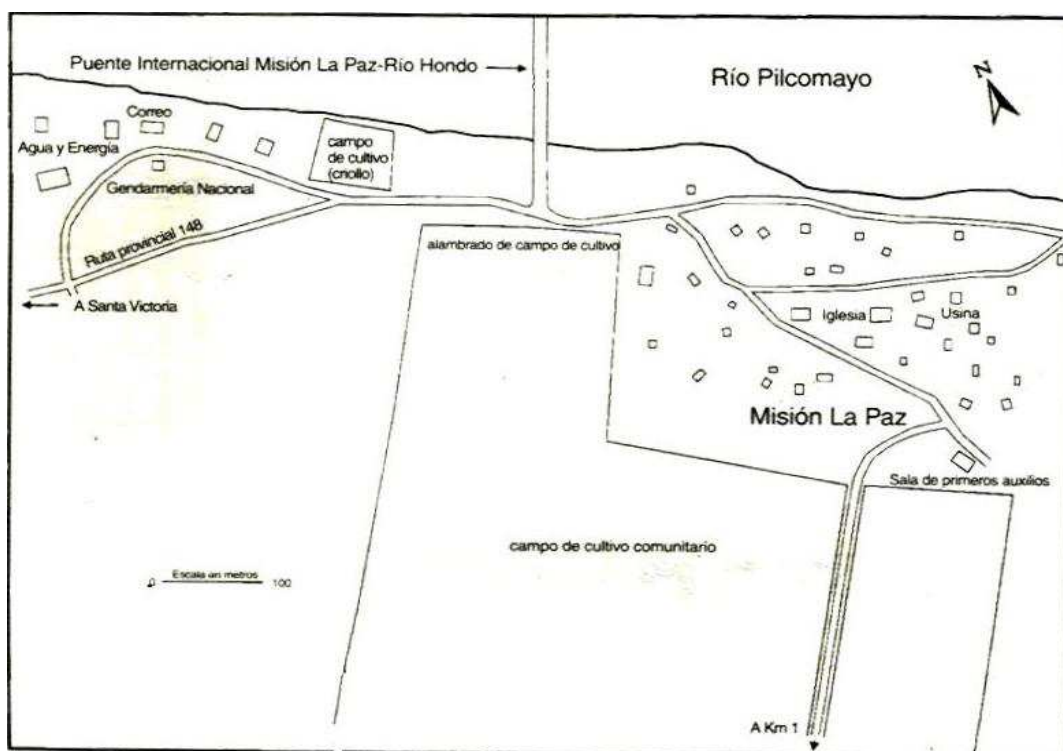 Puente Internacional Misión La Paz-Río Hondo
Río Pilcomayo
N
Correo
Agua y Energía
campo
de cultivo
(criollo)
Gendarmería Nacional
Ruta provincial 148
alambrado de campo de cultivo
A Santa Victoria
Iglesia
Usina
Misión La Paz
Sala de primeros auxilios
campo de cultivo comunitario
0 Escala en metros 100
A Km 1